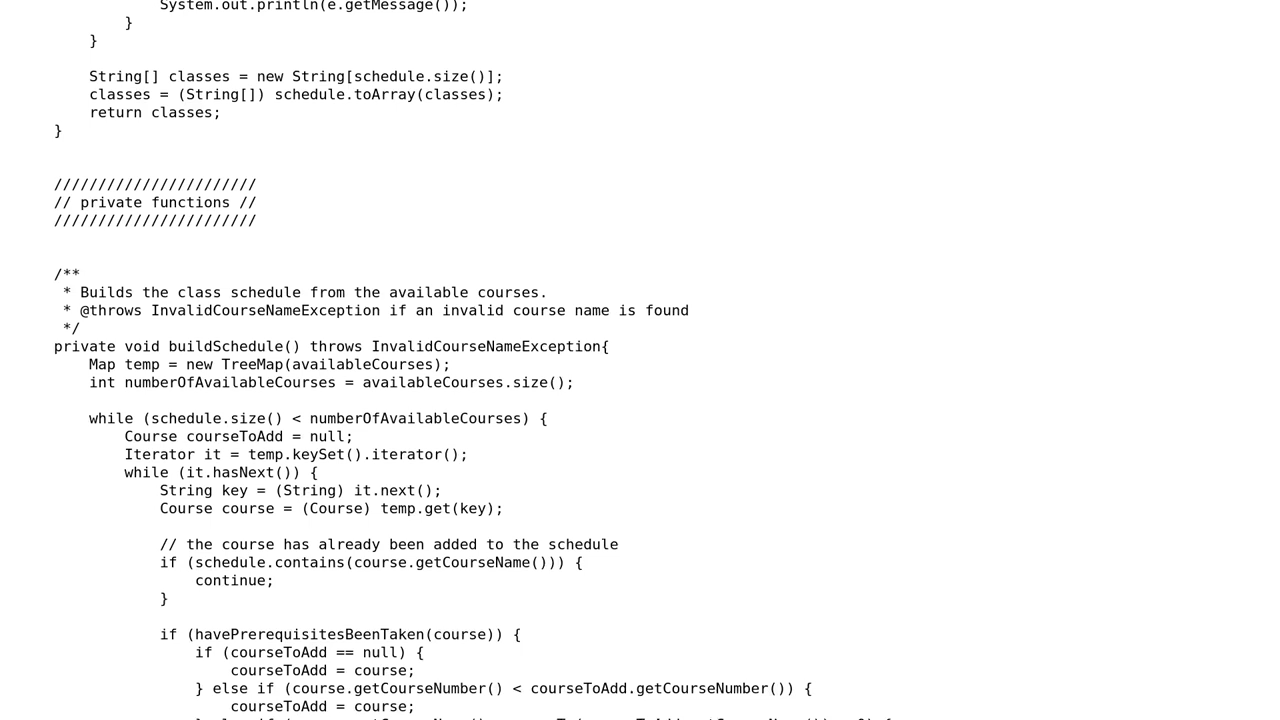 System.out.println(e.getMessage());
            }
        }

        String[] classes = new String[schedule.size()];
        classes = (String[]) schedule.toArray(classes);
        return classes;
    }


    ///////////////////////
    // private functions //
    ///////////////////////


    /**
     * Builds the class schedule from the available courses.
     * @throws InvalidCourseNameException if an invalid course name is found
     */
    private void buildSchedule() throws InvalidCourseNameException{
        Map temp = new TreeMap(availableCourses);
        int numberOfAvailableCourses = availableCourses.size();

        while (schedule.size() < numberOfAvailableCourses) {
            Course courseToAdd = null;
            Iterator it = temp.keySet().iterator();
            while (it.hasNext()) {
                String key = (String) it.next();
                Course course = (Course) temp.get(key);

                // the course has already been added to the schedule
                if (schedule.contains(course.getCourseName())) {
                    continue;
                }

                if (havePrerequisitesBeenTaken(course)) {
                    if (courseToAdd == null) {
                        courseToAdd = course;
                    } else if (course.getCourseNumber() < courseToAdd.getCourseNumber()) {
                        courseToAdd = course;